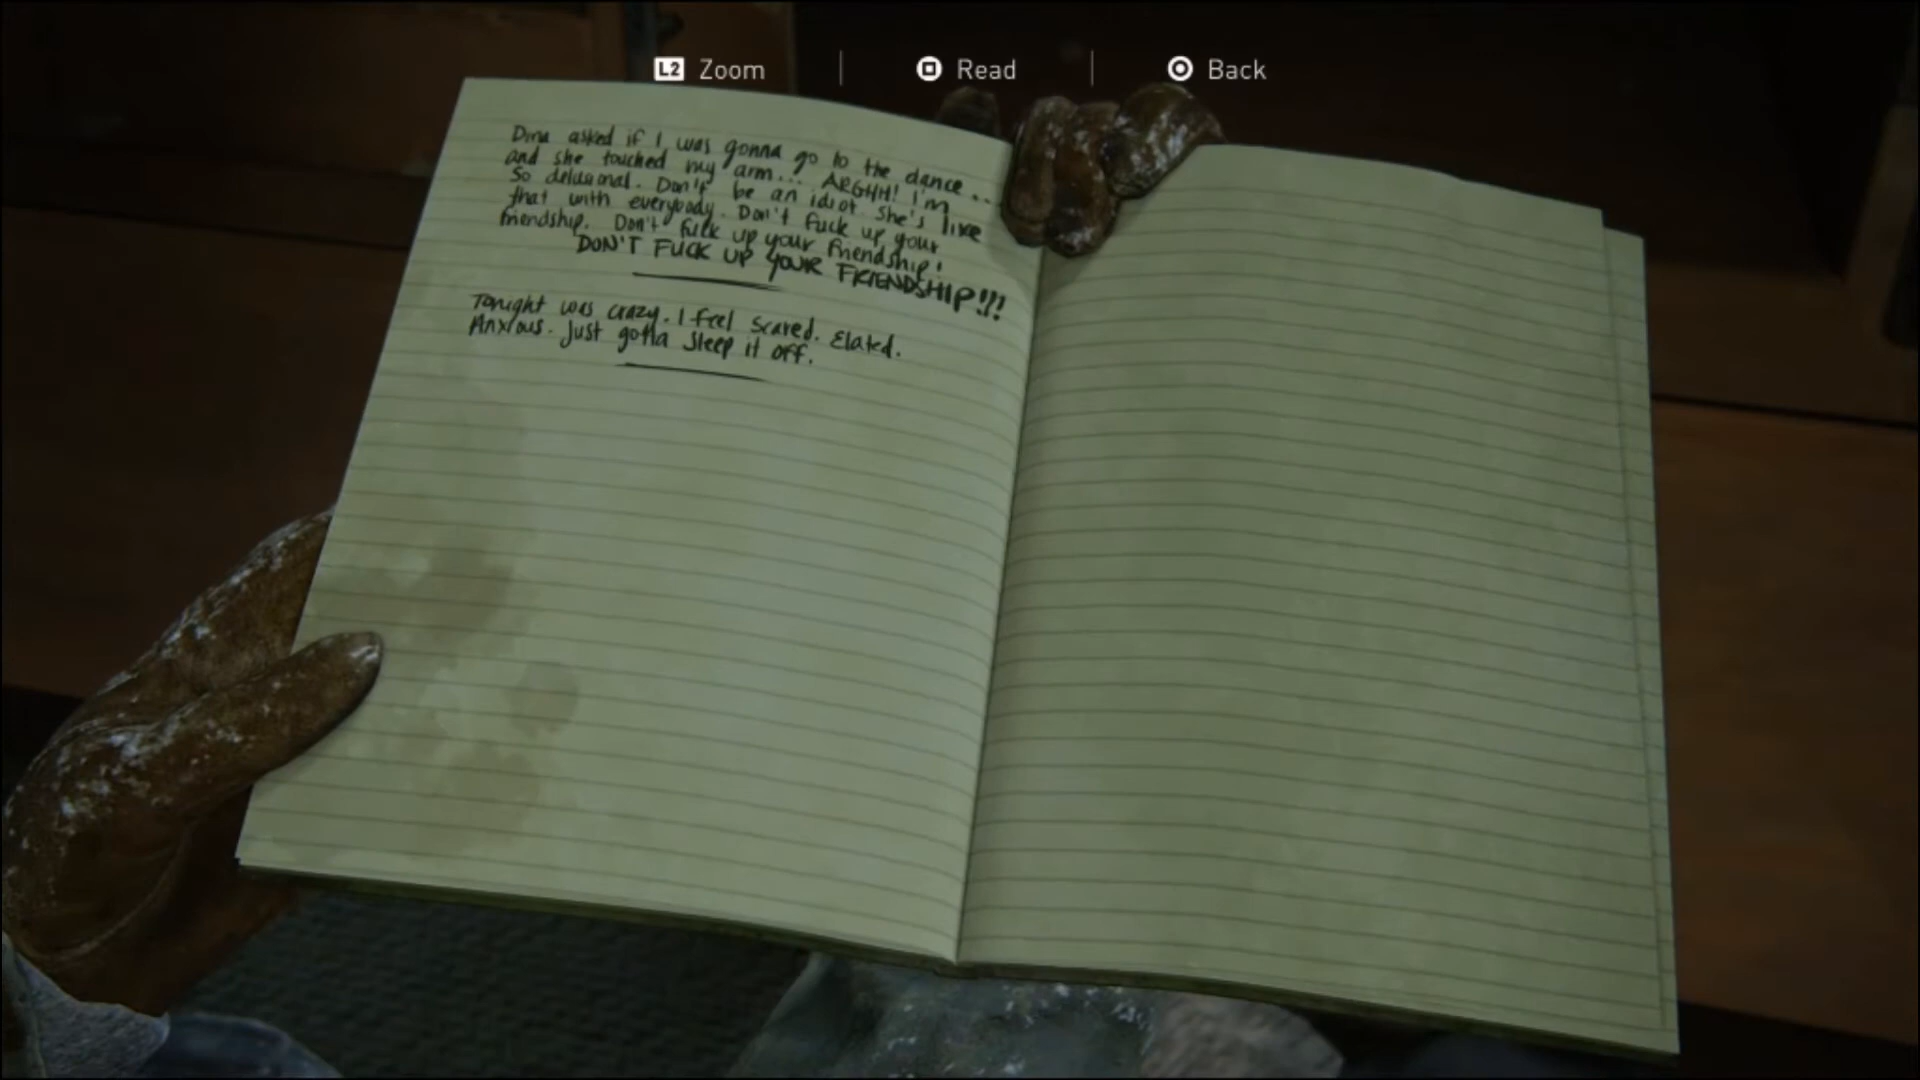 L2 Zoom | Read | Back
Dina asked if I was gonna go to the dance...
and she touched my arm... ARGHH! I'm
so delusional. Don't be an idiot. She's like
that with everybody. Don't fuck up your
friendship. Don't fuck up your friendship!
DON'T FUCK UP YOUR FRIENDSHIP!!!
Tonight was crazy. I feel scared. Elated.
Anxious. Just gotta sleep it off.